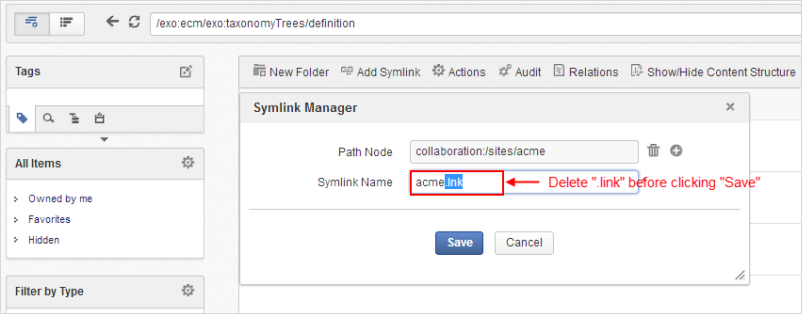 /exo:ecm/exo:taxonomyTrees/definition
Tags
New Folder Add Symlink Actions Audit Relations Show/Hide Content Structure
Symlink Manager
Path Node collaboration:/sites/acme
Symlink Name acme.lnk Delete ".link" before clicking "Save"
All Items
Owned by me
Favorites
Hidden
Save Cancel
Filter by Type